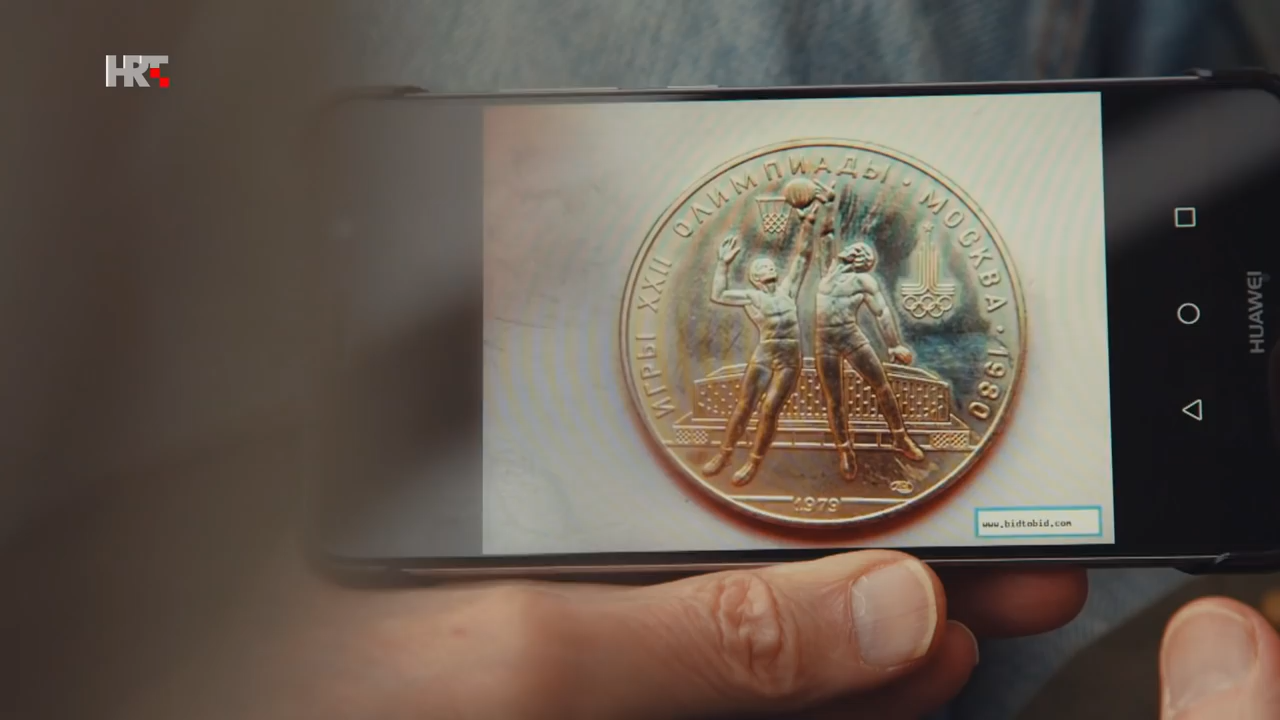 HRT
ИГРЫ XXII ОЛИМПИАДЫ · МОСКВА · 1980
1979
www.bidtobid.com
HUAWEI